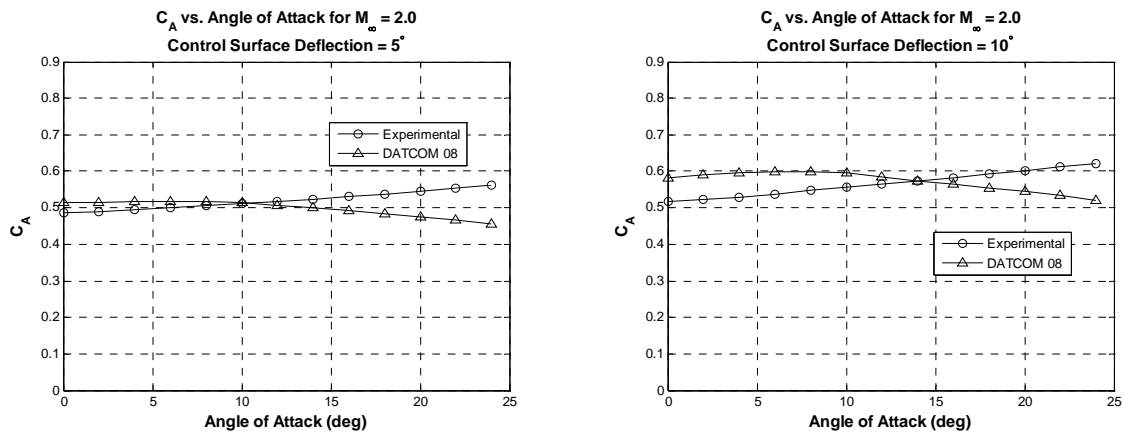 C_A vs. Angle of Attack for M_∞ = 2.0
Control Surface Deflection = 5°
0.9
0.8
0.7
0.6
0.5
0.4
0.3
0.2
0.1
0
C_A
Experimental
DATCOM 08
0 5 10 15 20 25
Angle of Attack (deg)
C_A vs. Angle of Attack for M_∞ = 2.0
Control Surface Deflection = 10°
0.9
0.8
0.7
0.6
0.5
0.4
0.3
0.2
0.1
0
C_A
Experimental
DATCOM 08
0 5 10 15 20 25
Angle of Attack (deg)